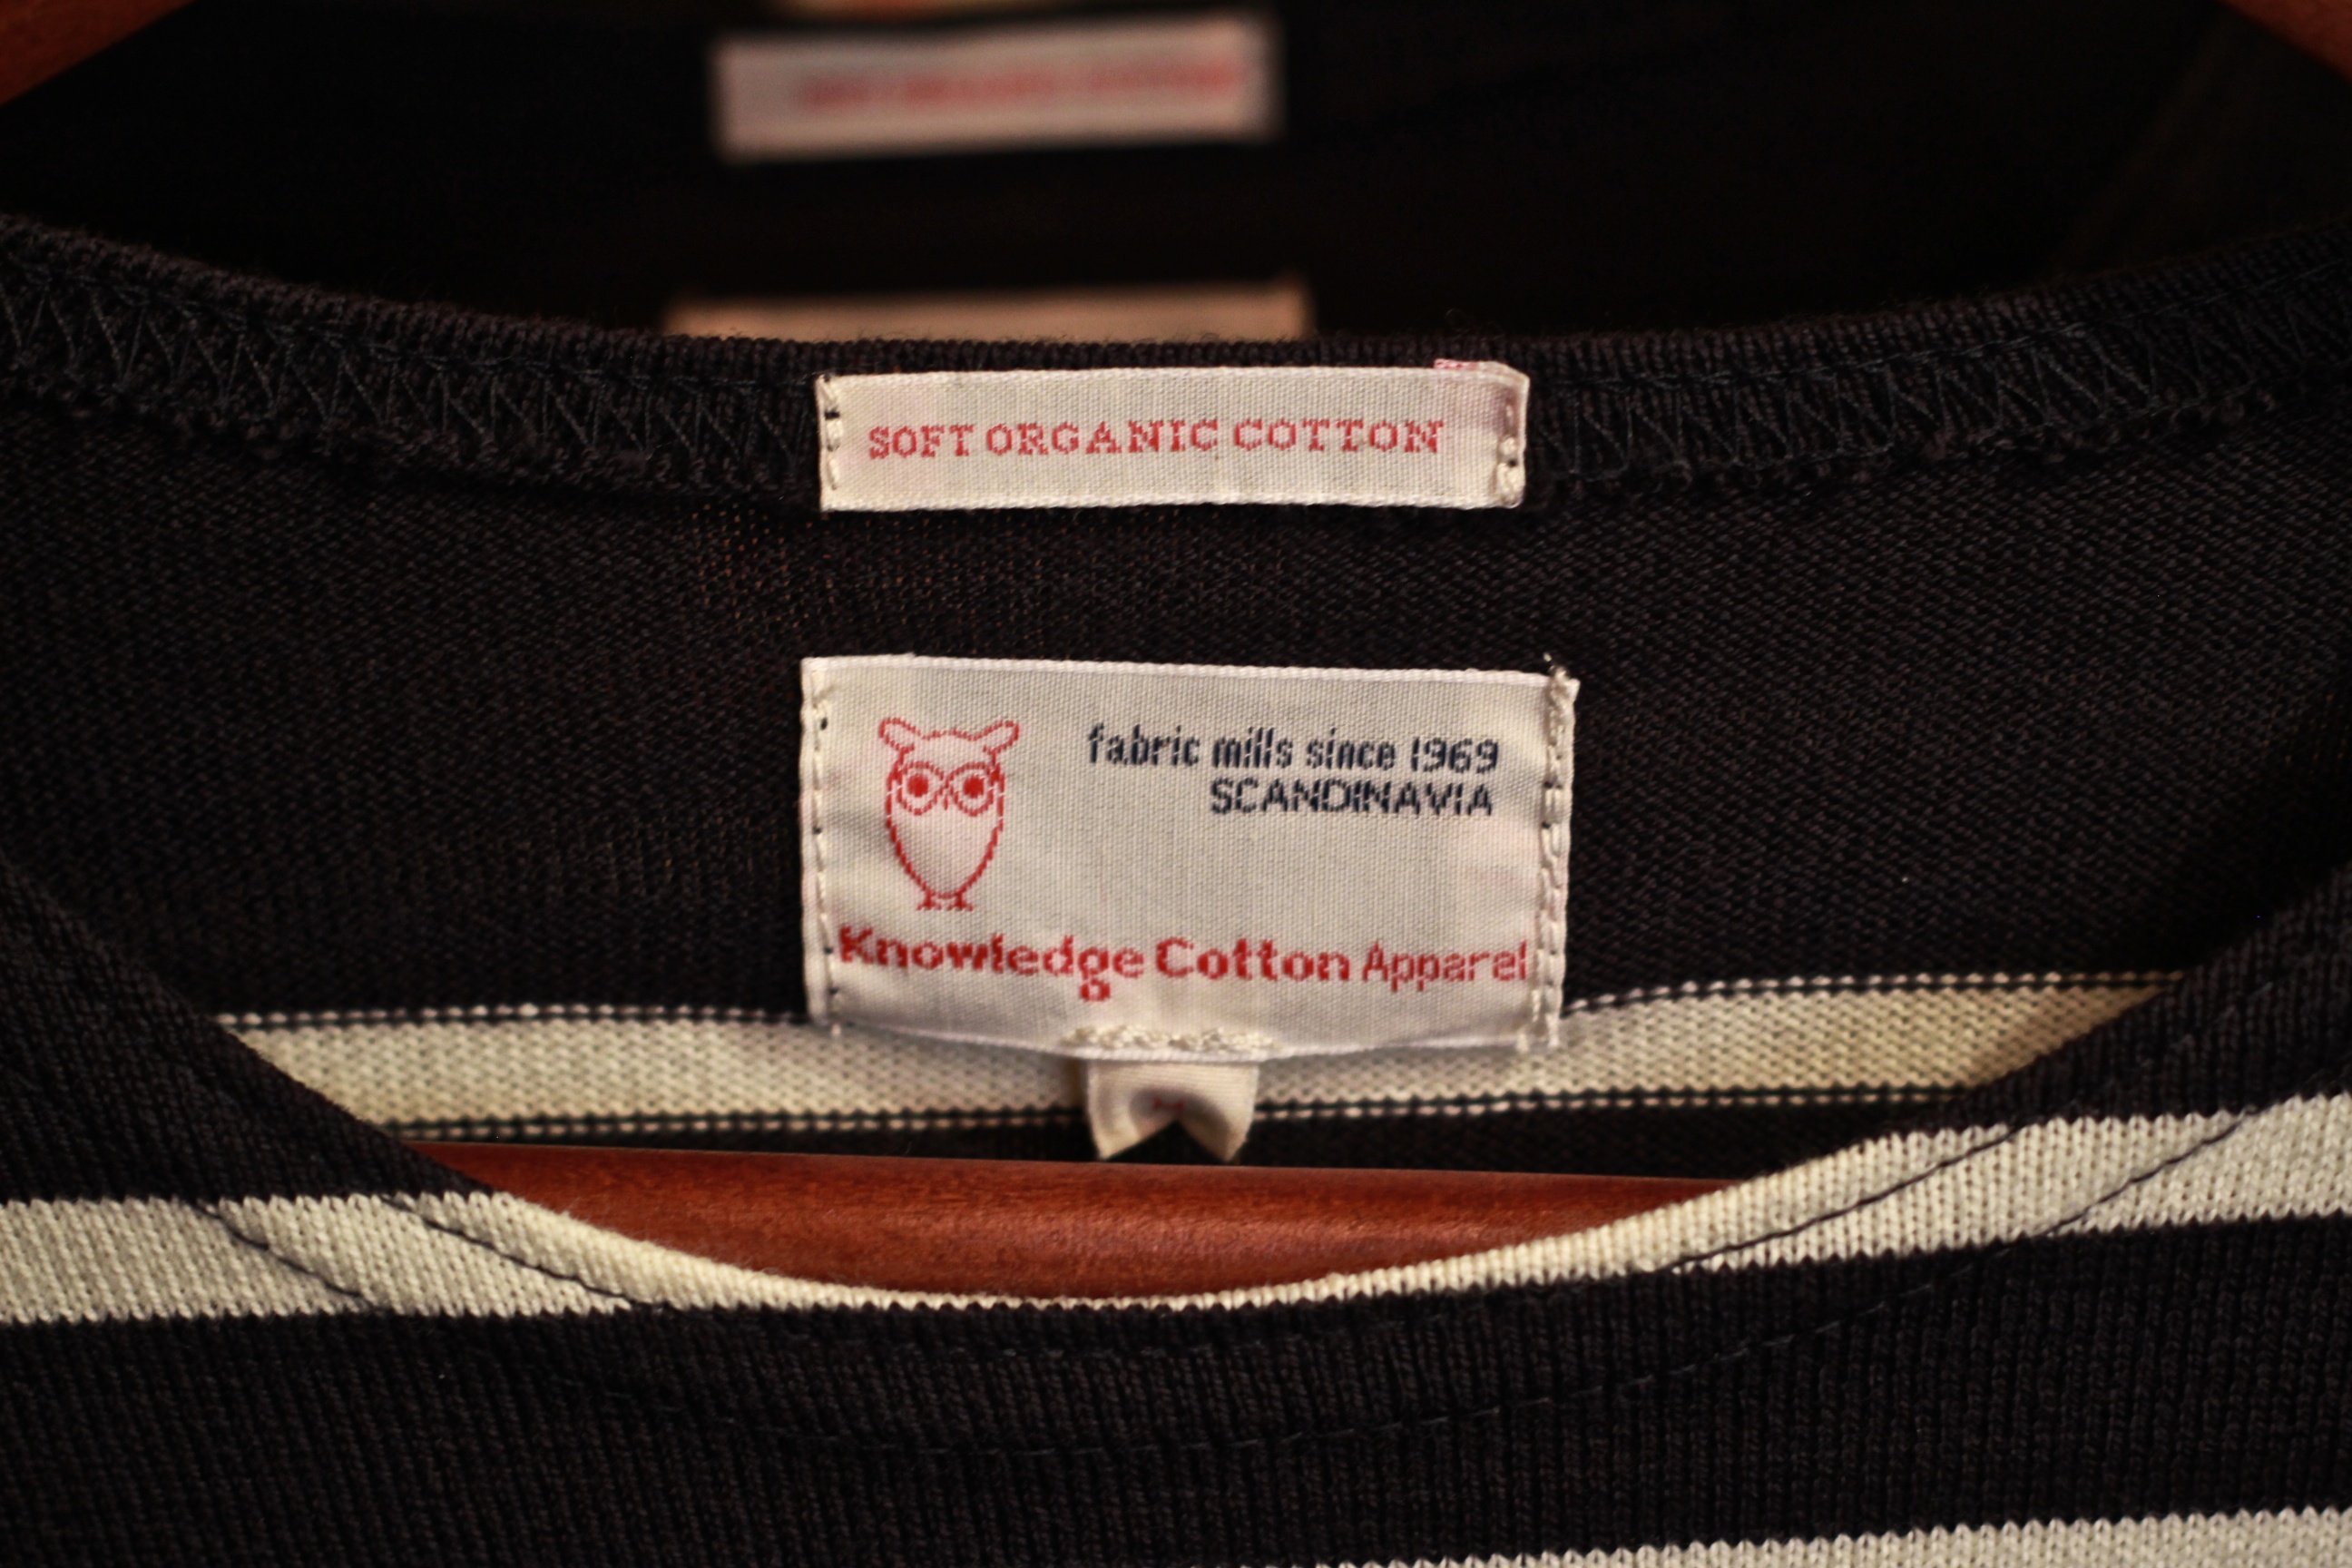 SOFT ORGANIC COTTON
fabric mills since 1969
SCANDINAVIA
Knowledge Cotton Apparel